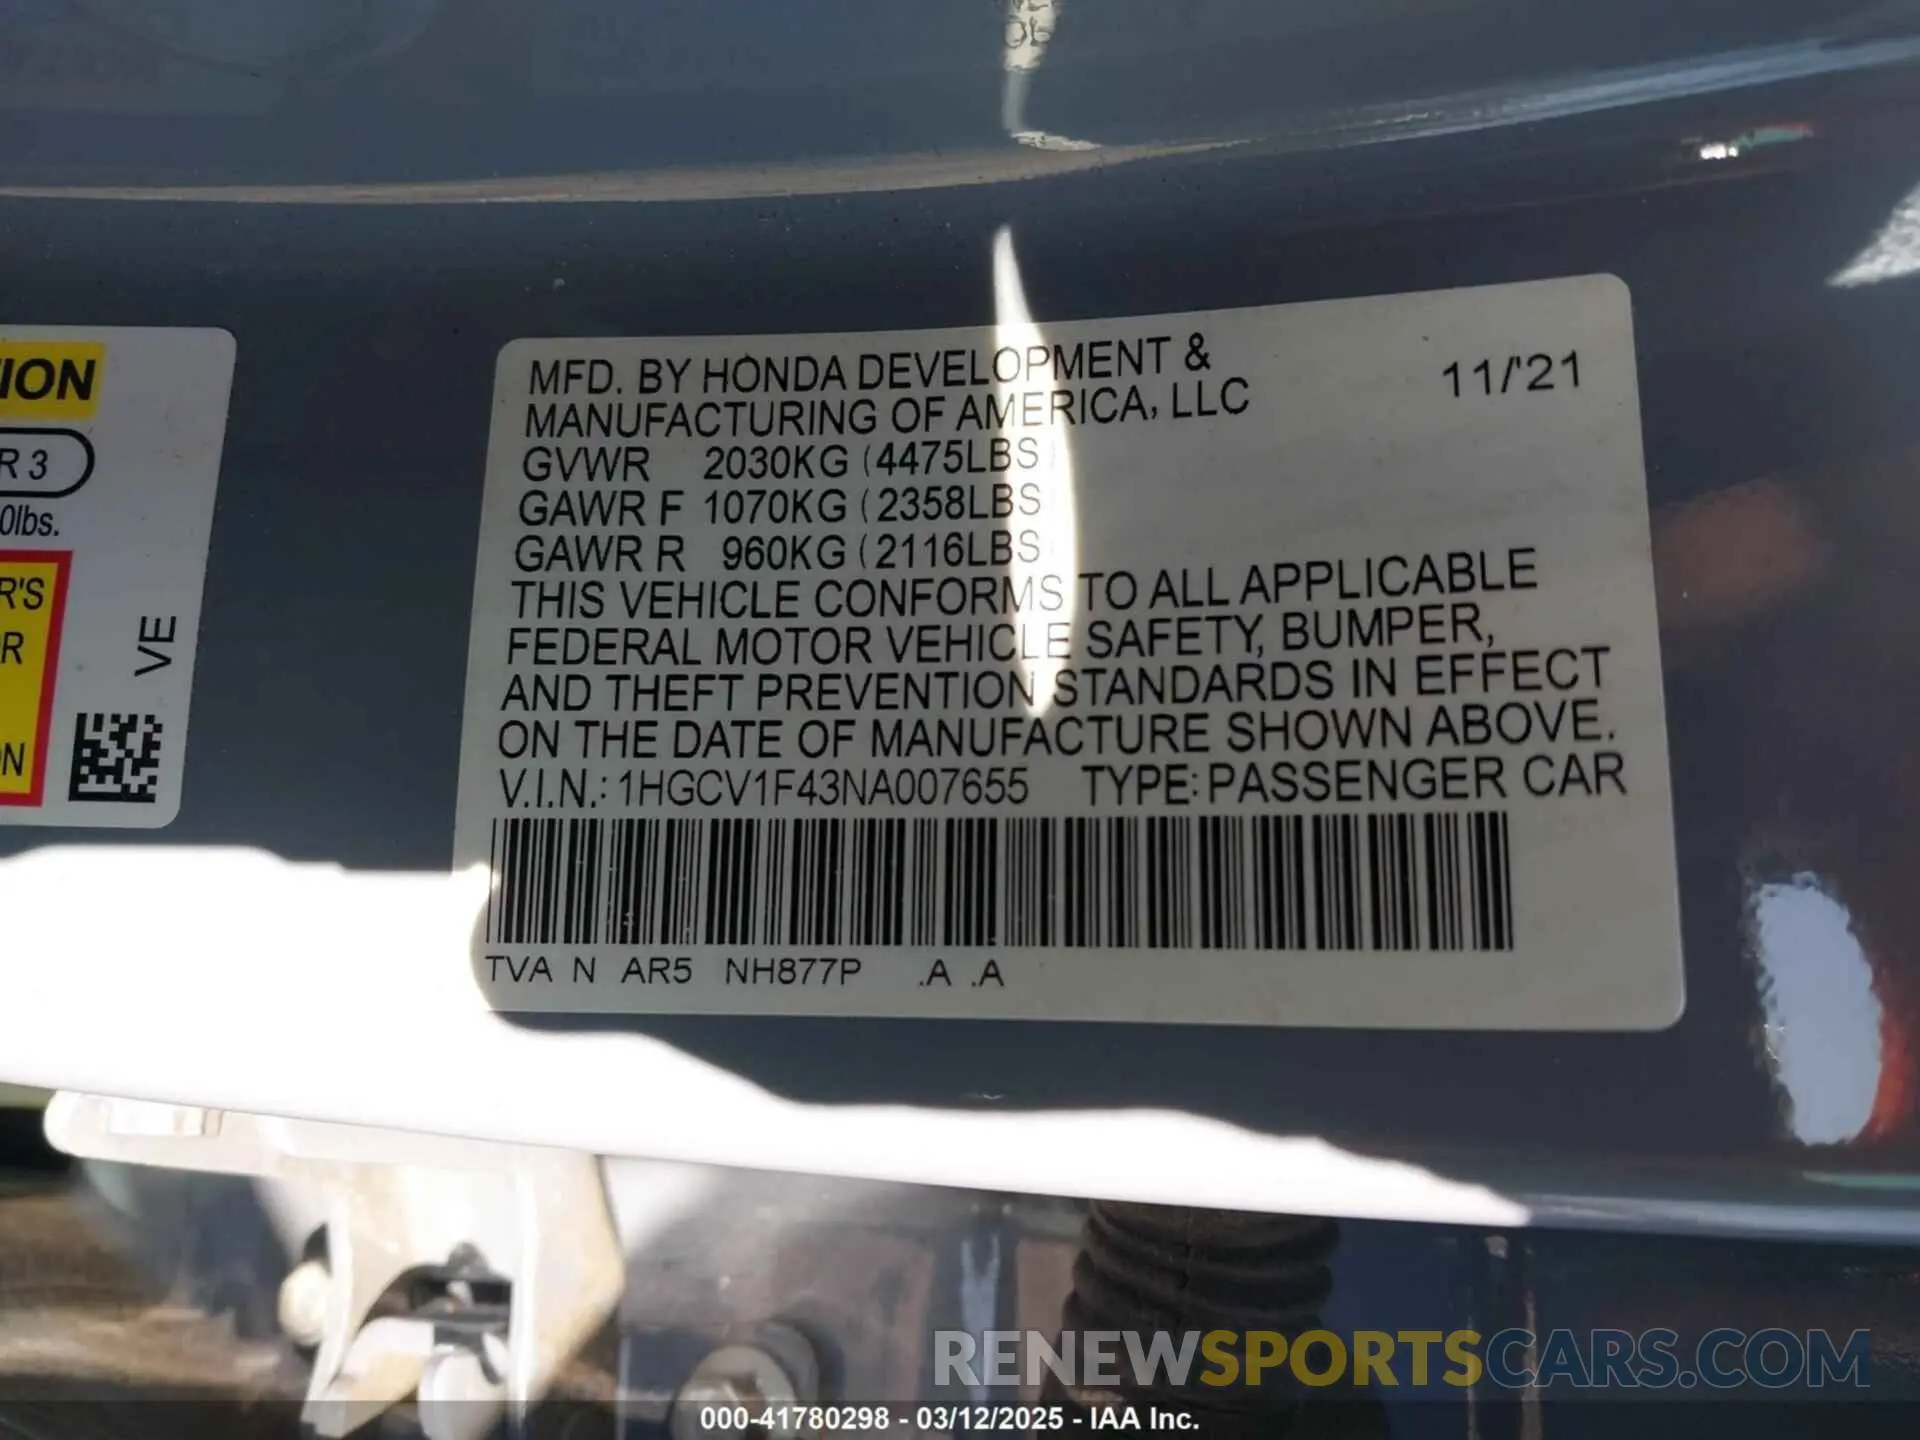 MFD. BY HONDA DEVELOPMENT &
MANUFACTURING OF AMERICA, LLC
11/'21
GVWR 2030KG (4475LBS)
GAWR F 1070KG (2358LBS)
GAWR R 960KG (2116LBS)
THIS VEHICLE CONFORMS TO ALL APPLICABLE
FEDERAL MOTOR VEHICLE SAFETY, BUMPER,
AND THEFT PREVENTION STANDARDS IN EFFECT
ON THE DATE OF MANUFACTURE SHOWN ABOVE.
V.I.N.: 1HGCV1F43NA007655 TYPE: PASSENGER CAR
TVA N AR5 NH877P .A .A
ION
R 3
0lbs.
R'S
R
N
VE
RENEWSPORTSCARS.COM
000-41780298 - 03/12/2025 - IAA Inc.